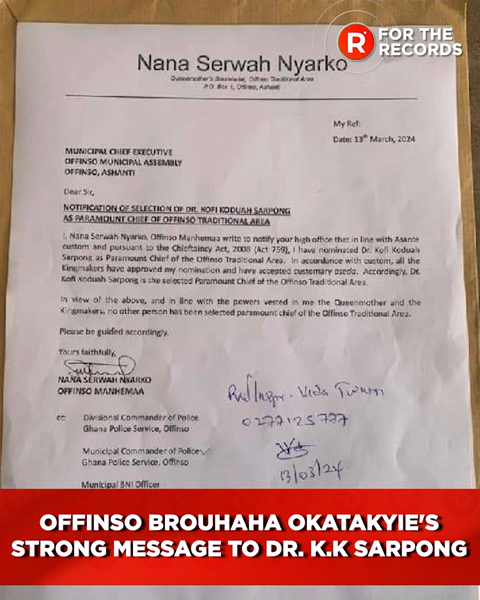 R FOR THE
RECORDS
Nana Serwah Nyarko
Queenmother's Secretariat, Offinso Traditional Area
P.O. Box 1, Offinso, Ashanti
My Ref:
Date: 13th March, 2024
MUNICIPAL CHIEF EXECUTIVE
OFFINSO MUNICIPAL ASSEMBLY
OFFINSO, ASHANTI
Dear Sir,
NOTIFICATION OF SELECTION OF DR. KOFI KODUAH SARPONG
AS PARAMOUNT CHIEF OF OFFINSO TRADITIONAL AREA
I, Nana Serwah Nyarko, Offinso Manhemaa write to notify your high office that in line with Asante
custom and pursuant to the Chieftaincy Act, 2008 (Act 759), I have nominated Dr. Kofi Koduah
Sarpong as Paramount Chief of the Offinso Traditional Area. In accordance with custom, all the
Kingmakers have approved my nomination and have accepted customary aseda. Accordingly, Dr.
Kofi Koduah Sarpong is the selected Paramount Chief of the Offinso Traditional Area.
In view of the above, and in line with the powers vested in me the Queenmother and the
Kingmakers, no other person has been selected paramount chief of the Offinso Traditional Area.
Please be guided accordingly.
Yours faithfully,
NANA SERWAH NYARKO
OFFINSO MANHEMAA
cc: Divisional Commander of Police
Ghana Police Service, Offinso
Municipal Commander of Police
Ghana Police Service, Offinso
Municipal BNI Officer
Vida
0277125777
13/03/24
OFFINSO BROUHAHA OKATAKYIE'S
STRONG MESSAGE TO DR. K.K SARPONG